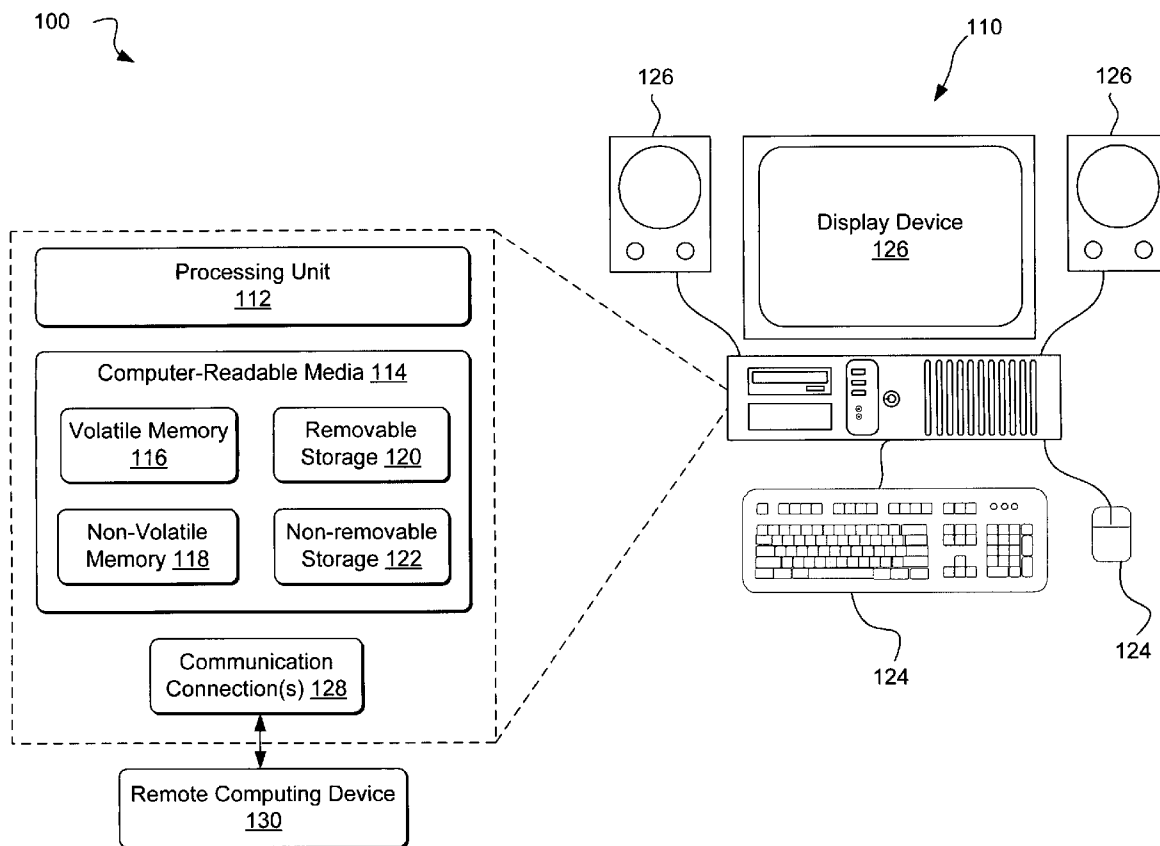 100
110
126
126
Display Device
126
Processing Unit
112
Computer-Readable Media 114
Volatile Memory
116
Removable
Storage 120
Non-Volatile
Memory 118
Non-removable
Storage 122
Communication
Connection(s) 128
124
124
Remote Computing Device
130